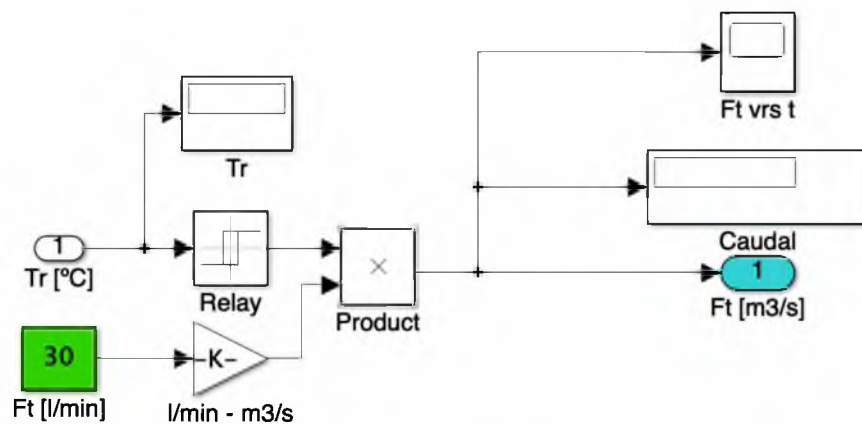 Ft vrs t
Tr
Caudal
1
Tr [ºC]
Relay
×
Product
1
Ft [m3/s]
30
Ft [l/min]
-K-
l/min - m3/s